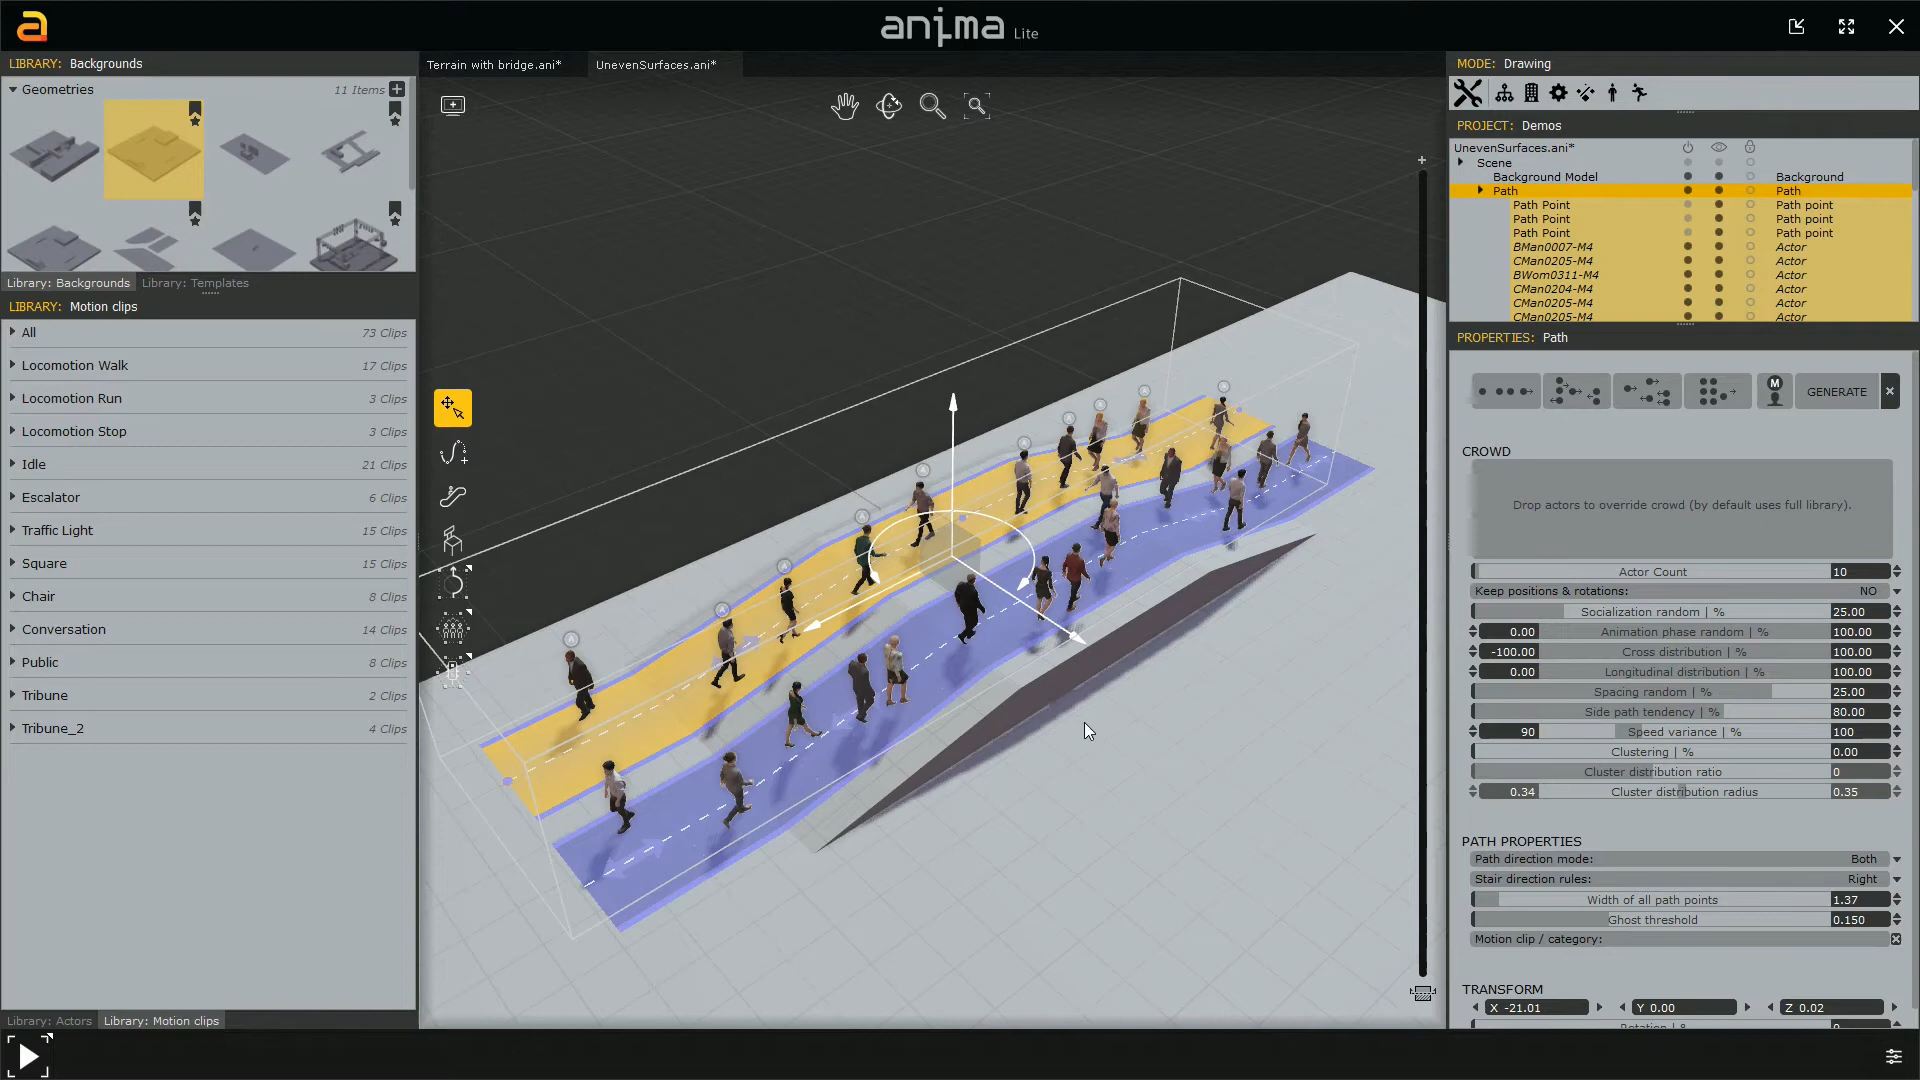 anima Lite
LIBRARY: Backgrounds
Geometries
11 Items
Library: Backgrounds
Library: Templates
LIBRARY: Motion clips
All
73 Clips
Locomotion Walk
17 Clips
Locomotion Run
3 Clips
Locomotion Stop
3 Clips
Idle
21 Clips
Escalator
6 Clips
Traffic Light
15 Clips
Square
15 Clips
Chair
8 Clips
Conversation
14 Clips
Public
8 Clips
Tribune
2 Clips
Tribune_2
4 Clips
Library: Actors
Library: Motion clips
Terrain with bridge.ani*
UnevenSurfaces.ani*
MODE: Drawing
PROJECT: Demos
UnevenSurfaces.ani*
Scene
Background Model
Background
Path
Path
Path Point
Path point
Path Point
Path point
Path Point
Path point
BMan0007-M4
Actor
CMan0205-M4
Actor
BWom0311-M4
Actor
CMan0204-M4
Actor
CMan0205-M4
Actor
CMan0205-M4
Actor
PROPERTIES: Path
M
GENERATE
CROWD
Drop actors to override crowd (by default uses full library).
Actor Count
10
Keep positions & rotations:
NO
Socialization random | %
25.00
0.00
Animation phase random | %
100.00
-100.00
Cross distribution | %
100.00
0.00
Longitudinal distribution | %
100.00
Spacing random | %
25.00
Side path tendency | %
80.00
90
Speed variance | %
100
Clustering | %
0.00
Cluster distribution ratio
0
0.34
Cluster distribution radius
0.35
PATH PROPERTIES
Path direction mode:
Both
Stair direction rules:
Right
Width of all path points
1.37
Ghost threshold
0.150
Motion clip / category:
TRANSFORM
X -21.01
Y 0.00
Z 0.02
Rotation | °
0